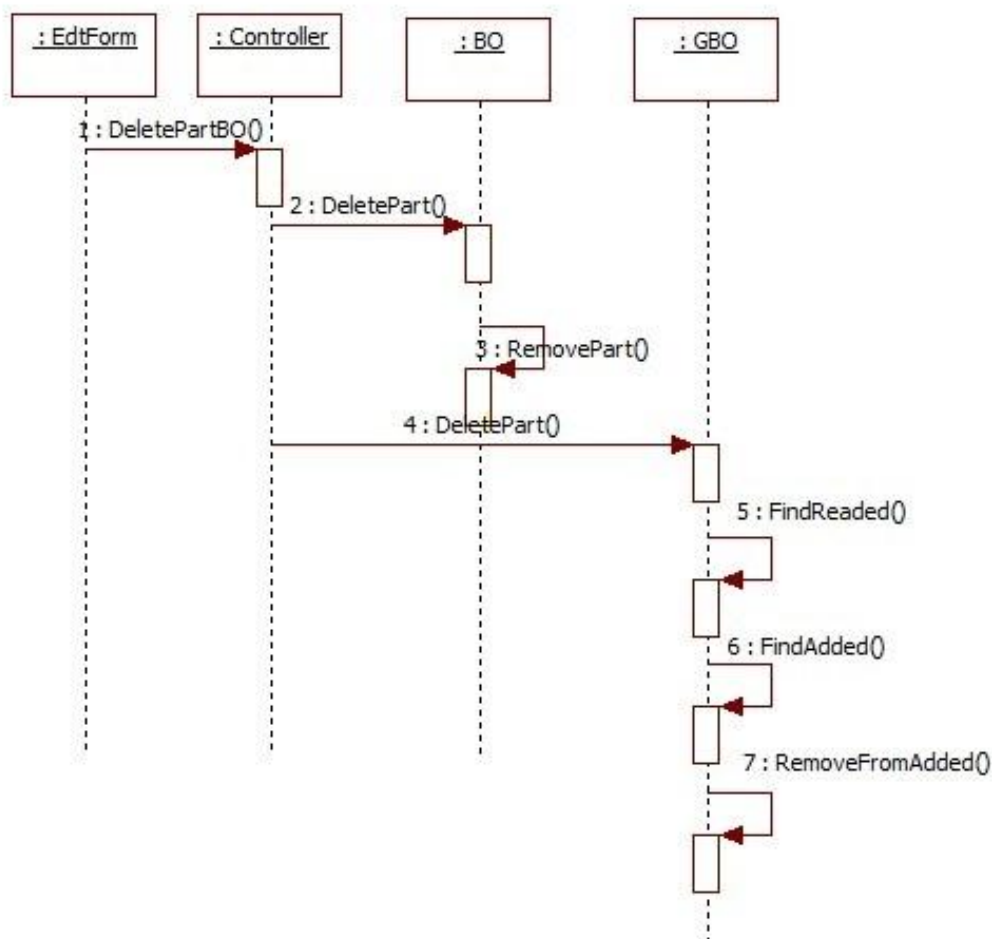 : EdtForm
: Controller
: BO
: GBO
1 : DeletePartBO()
2 : DeletePart()
3 : RemovePart()
4 : DeletePart()
5 : FindReaded()
6 : FindAdded()
7 : RemoveFromAdded()